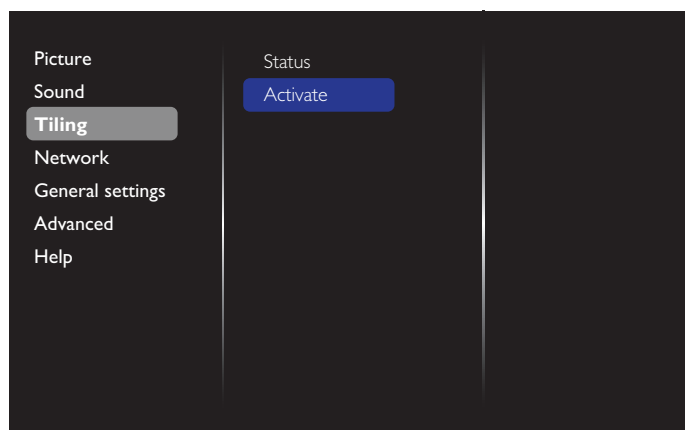 Picture
Sound
Tiling
Network
General settings
Advanced
Help
Status
Activate